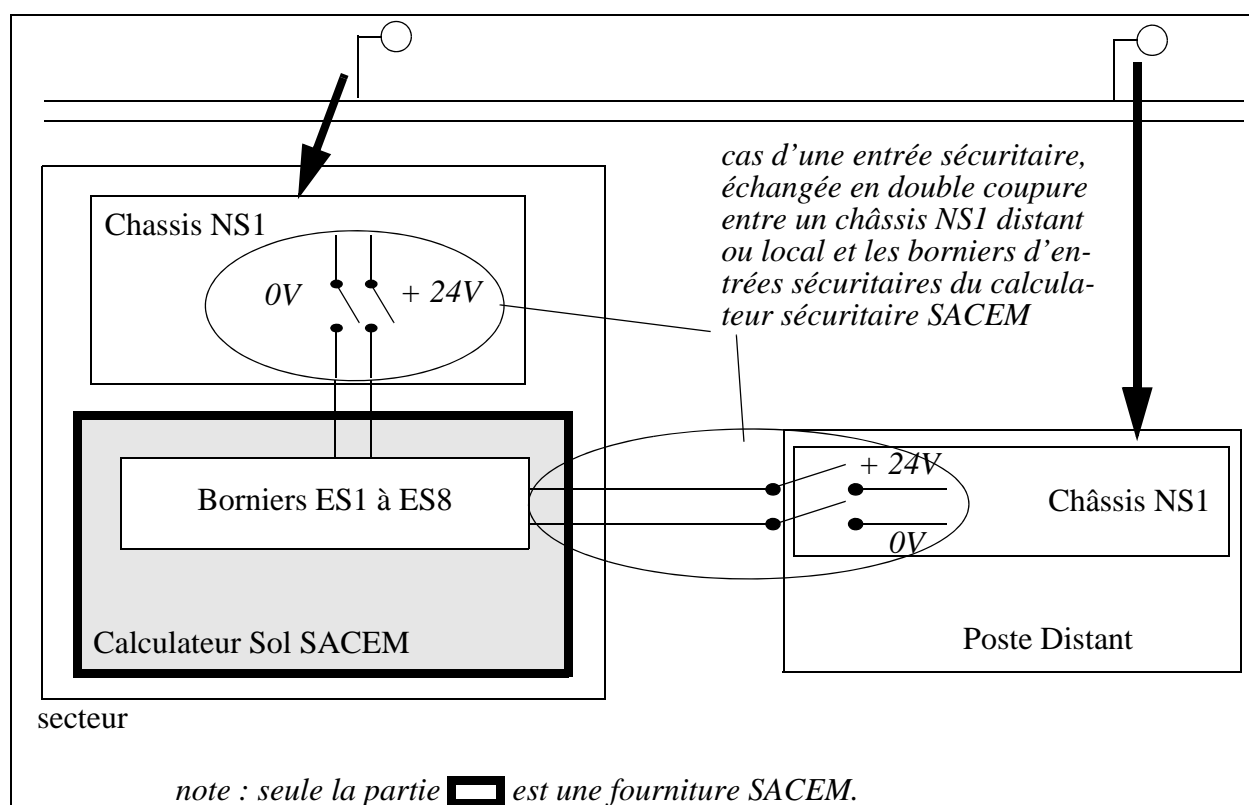 cas d'une entrée sécuritaire,
échangée en double coupure
entre un châssis NS1 distant
ou local et les borniers d'en-
trées sécuritaires du calcula-
teur sécuritaire SACEM
Chassis NS1
0V
+ 24V
Borniers ES1 à ES8
Calculateur Sol SACEM
secteur
+ 24V
0V
Châssis NS1
Poste Distant
note : seule la partie est une fourniture SACEM.